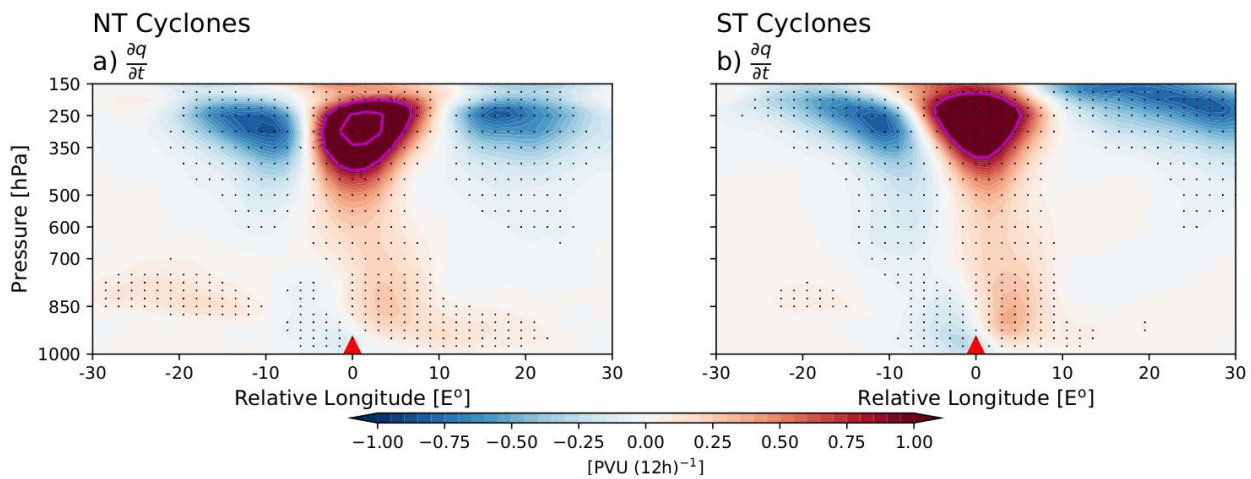 NT Cyclones
a) ∂q/∂t
ST Cyclones
b) ∂q/∂t
Pressure [hPa]
150
250
350
500
600
700
850
1000
-30 -20 -10 0 10 20 30
Relative Longitude [Eº]
-30 -20 -10 0 10 20 30
Relative Longitude [Eº]
−1.00 −0.75 −0.50 −0.25 0.00 0.25 0.50 0.75 1.00
[PVU (12h)⁻¹]